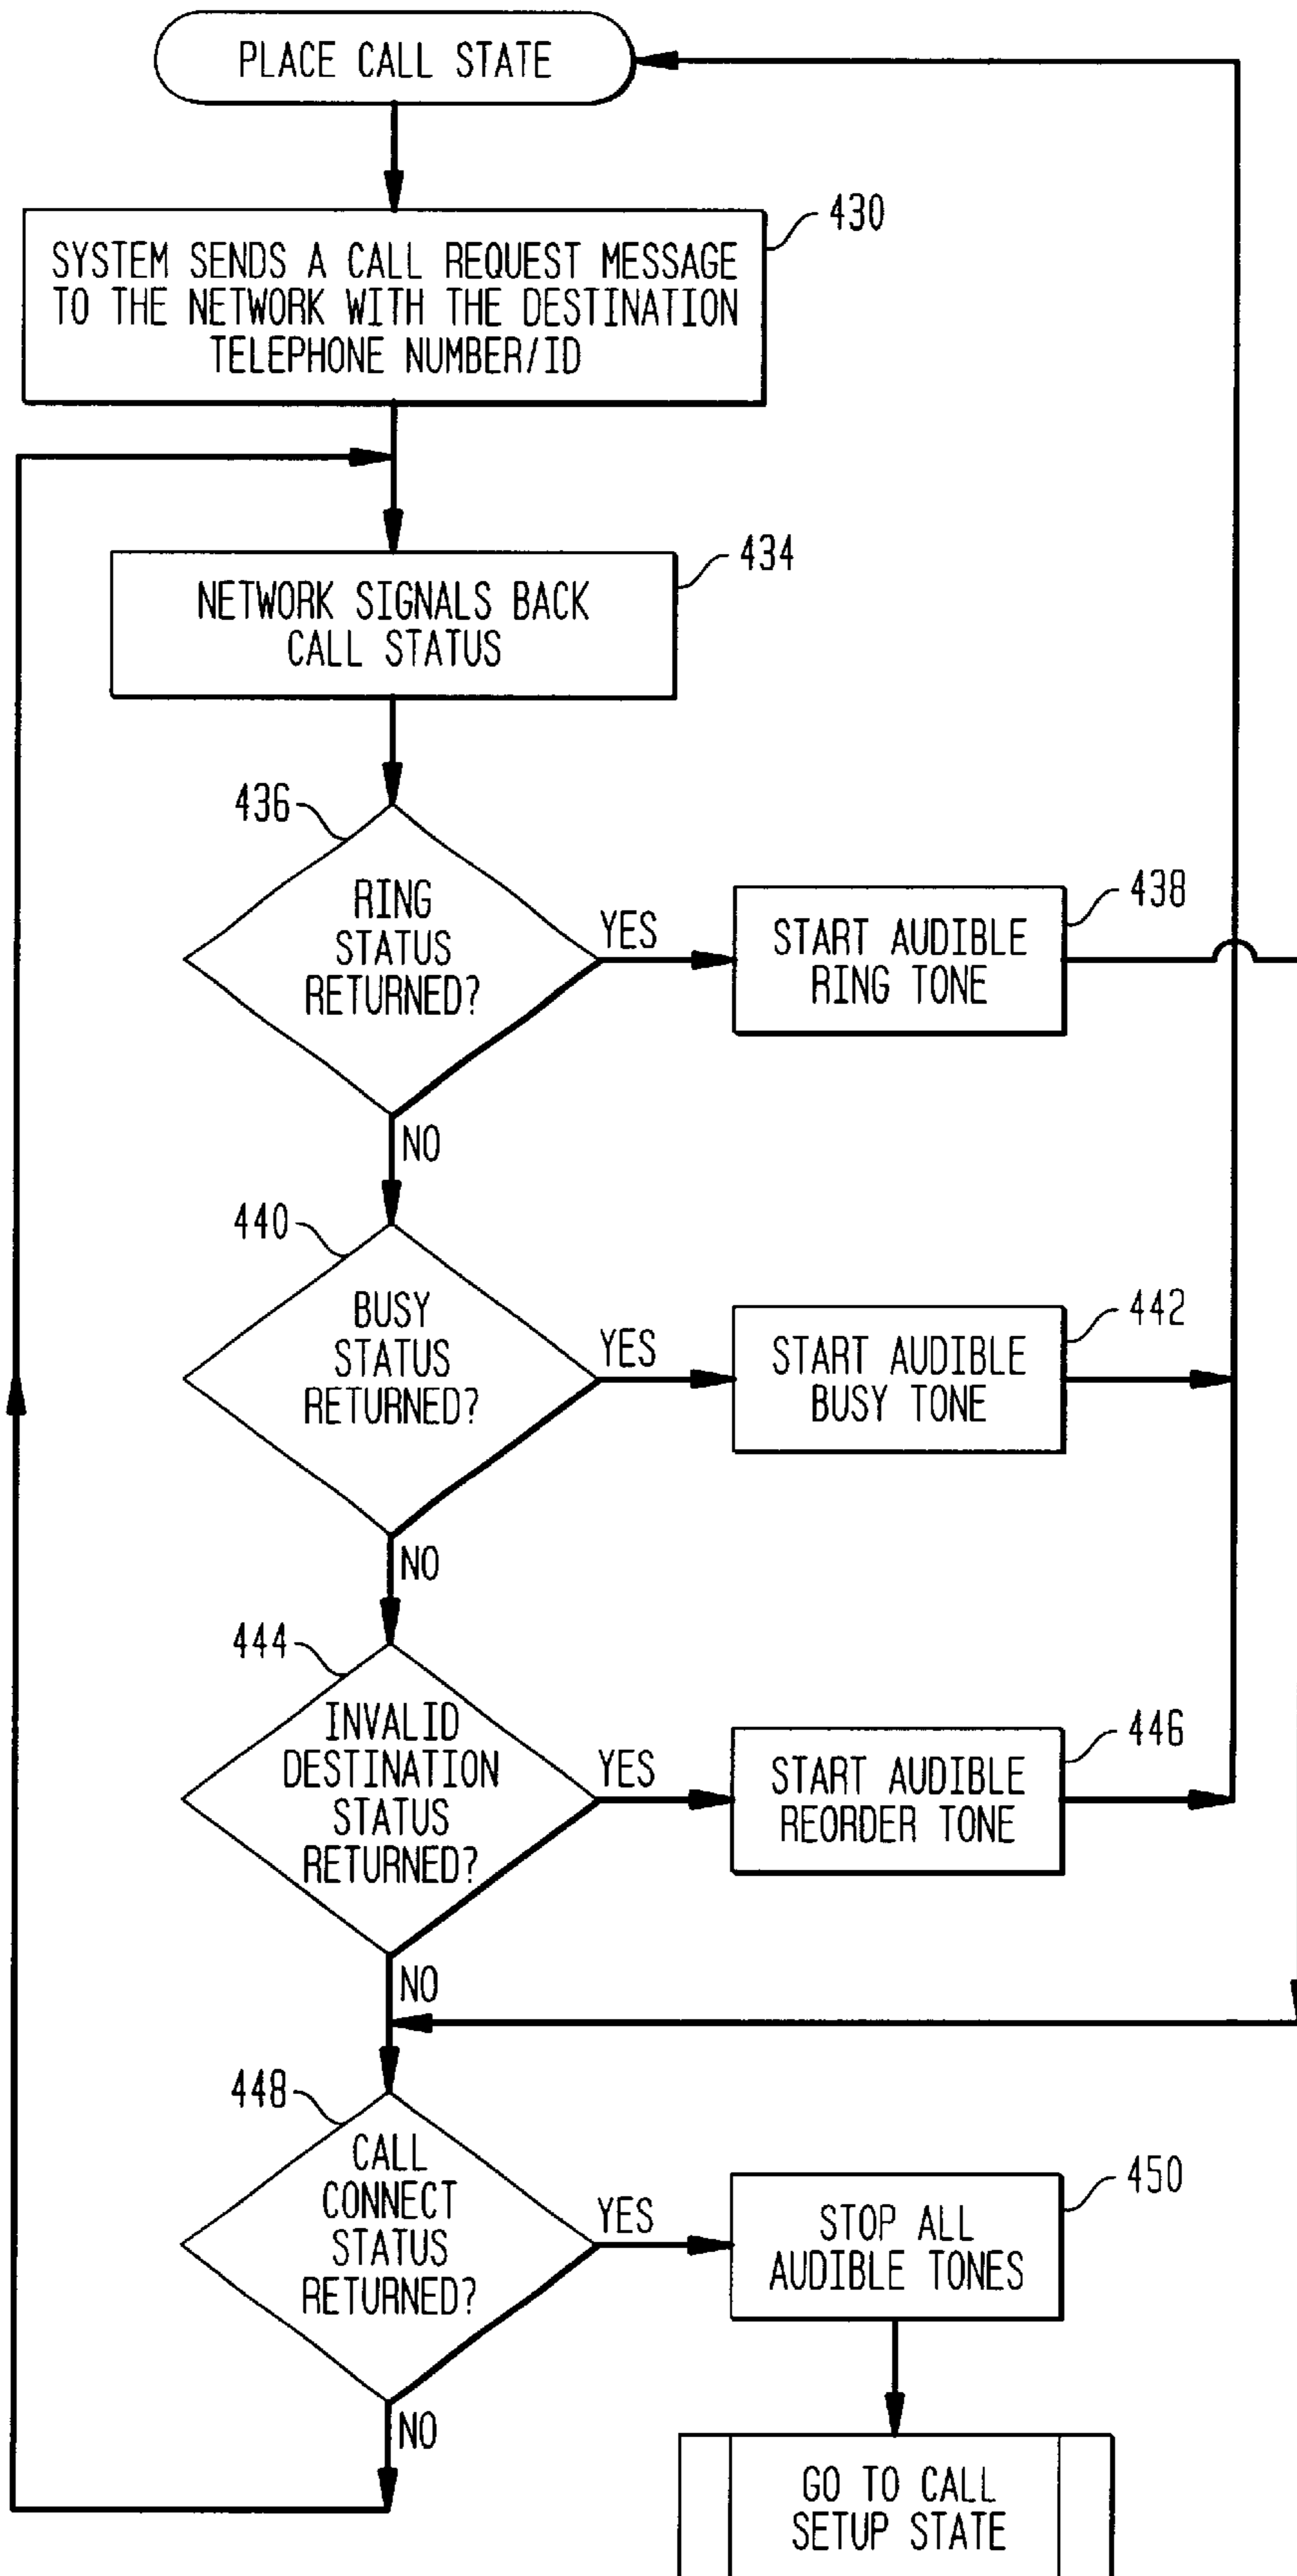 PLACE CALL STATE
430
SYSTEM SENDS A CALL REQUEST MESSAGE
TO THE NETWORK WITH THE DESTINATION
TELEPHONE NUMBER/ID
434
NETWORK SIGNALS BACK
CALL STATUS
436
RING
STATUS
RETURNED?
YES
438
START AUDIBLE
RING TONE
NO
440
BUSY
STATUS
RETURNED?
YES
442
START AUDIBLE
BUSY TONE
NO
444
INVALID
DESTINATION
STATUS
RETURNED?
YES
446
START AUDIBLE
REORDER TONE
NO
448
CALL
CONNECT
STATUS
RETURNED?
YES
450
STOP ALL
AUDIBLE TONES
NO
GO TO CALL
SETUP STATE